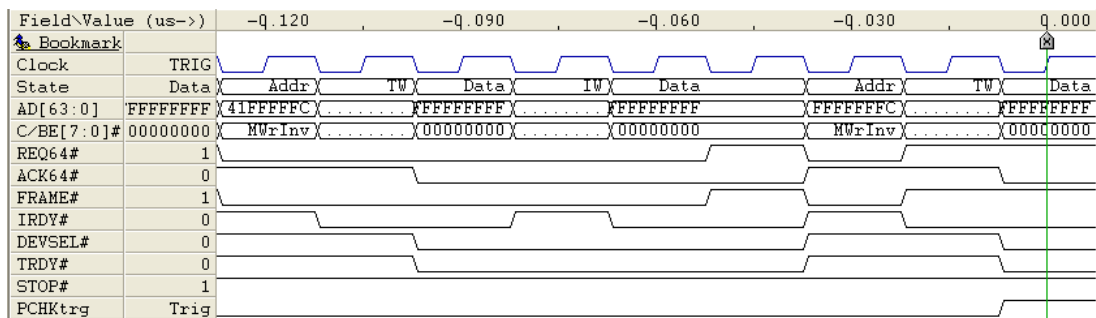 Field\Value (us->) -0.120 -0.090 -0.060 -0.030 0.000
Bookmark
Clock TRIG
State Data Addr TW Data IW Data Addr TW Data
AD[63:0] FFFFFFFF 41FFFFFC ........ FFFFFFFFF ........ FFFFFFFFF FFFFFFFC ........ FFFFFFFFF
C/BE[7:0]# 00000000 MWrInv ........ 00000000 ........ 00000000 MWrInv ........ 00000000
REQ64# 1
ACK64# 0
FRAME# 1
IRDY# 0
DEVSEL# 0
TRDY# 0
STOP# 1
PCHKtrg Trig